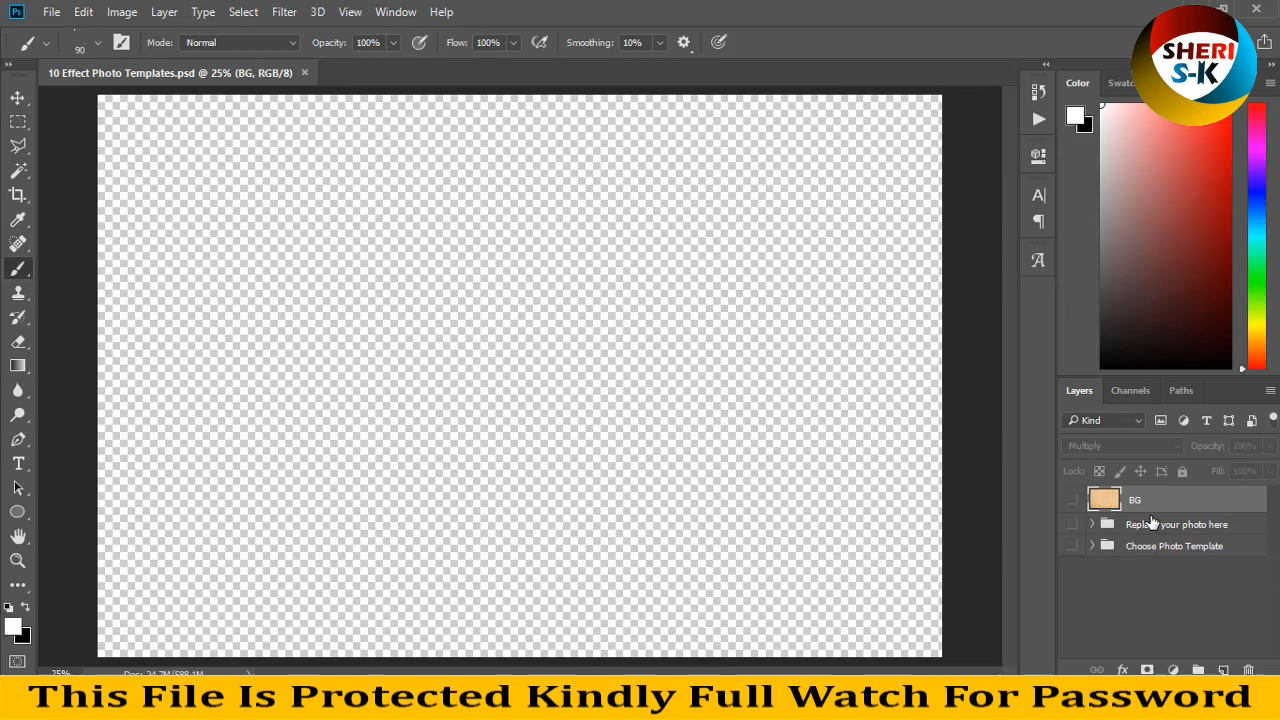 Ps File Edit Image Layer Type Select Filter 3D View Window Help
90 Mode: Normal Opacity: 100% Flow: 100% Smoothing: 10%
10 Effect Photo Templates.psd @ 25% (BG, RGB/8) ×
SHERI
S-K
Color
Layers Channels Paths
Kind
Multiply Opacity: 100%
Lock: Fill: 100%
BG
Replace your photo here
Choose Photo Template
This File Is Protected Kindly Full Watch For Password